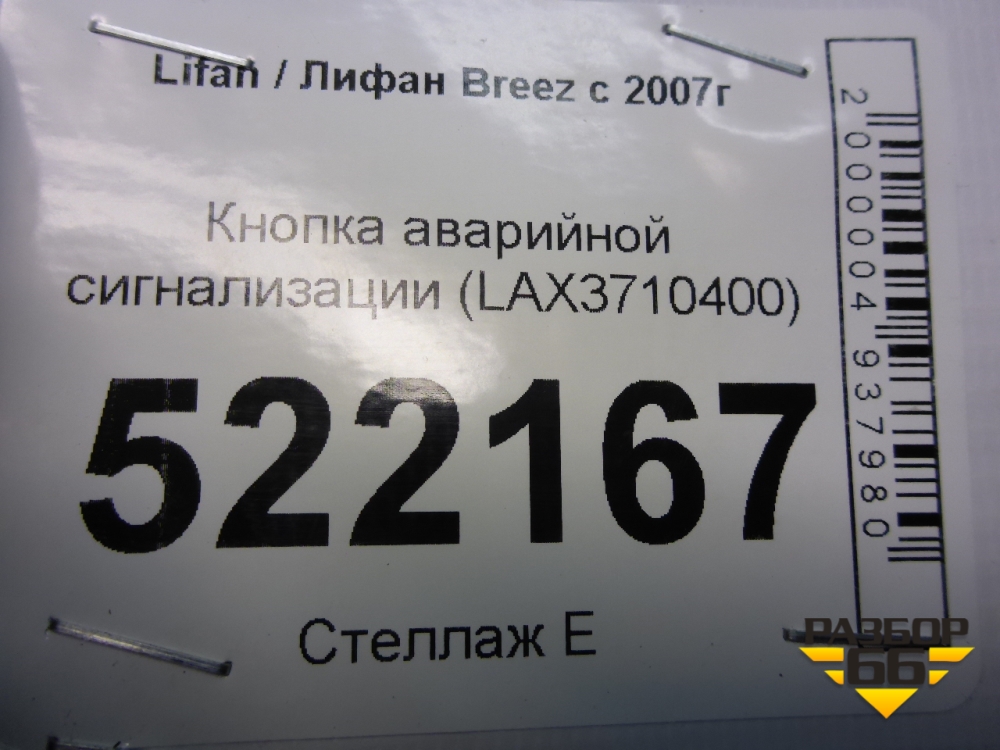 Lifan / Лифан Breez с 2007г
Кнопка аварийной
сигнализации (LAX3710400)
522167
Стеллаж Е
2000004937980
РАЗБОР
66